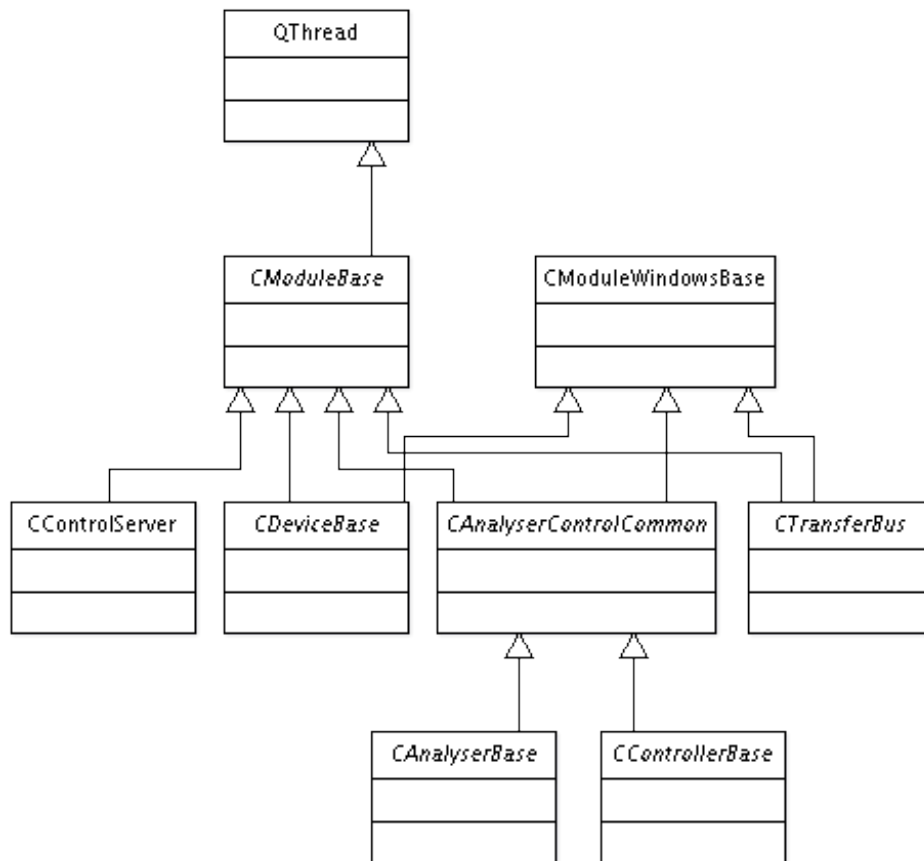 QThread
CModuleBase
CModuleWindowsBase
CControlServer
CDeviceBase
CAnalyserControlCommon
CTransferBus
CAnalyserBase
CControllerBase